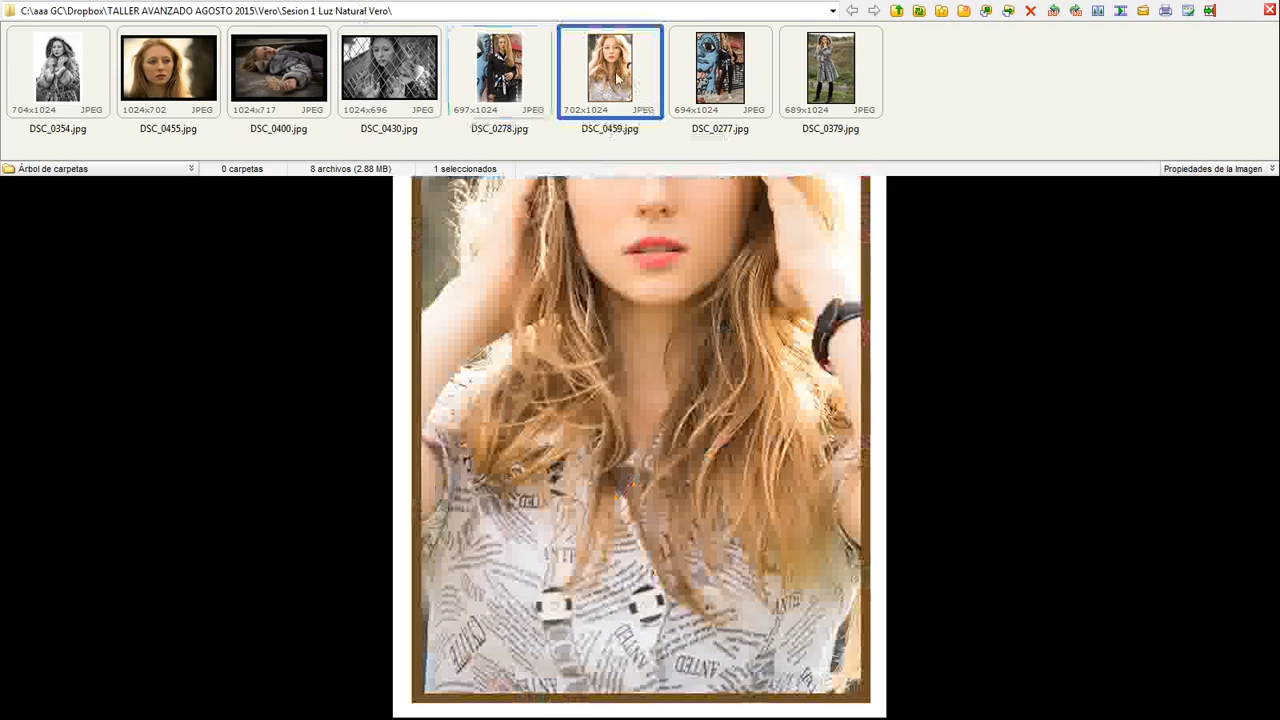 C:\aaa GC\Dropbox\TALLER AVANZADO AGOSTO 2015\Vero\Sesion 1 Luz Natural Vero\
704x1024 JPEG
1024x702 JPEG
1024x717 JPEG
1024x696 JPEG
697x1024 JPEG
702x1024 JPEG
694x1024 JPEG
689x1024 JPEG
DSC_0354.jpg
DSC_0455.jpg
DSC_0400.jpg
DSC_0430.jpg
DSC_0278.jpg
DSC_0459.jpg
DSC_0277.jpg
DSC_0379.jpg
Árbol de carpetas
0 carpetas
8 archivos (2.88 MB)
1 seleccionados
Propiedades de la Imagen
ANTED